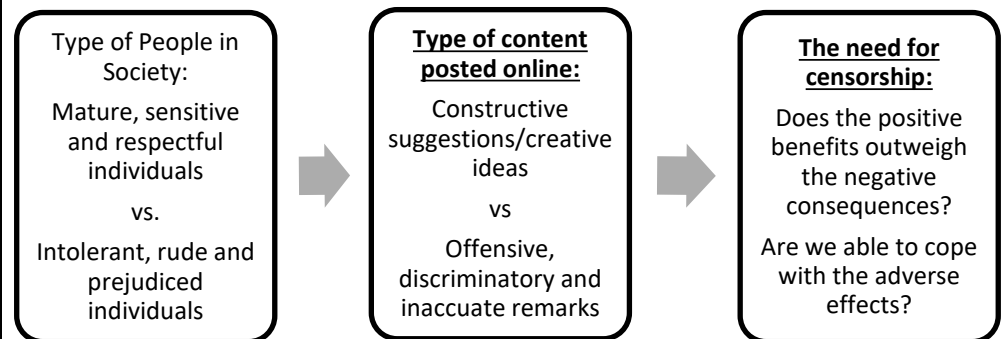 Type of People in
Society:
Mature, sensitive
and respectful
individuals
vs.
Intolerant, rude and
prejudiced
individuals
Type of content
posted online:
Constructive
suggestions/creative
ideas
vs
Offensive,
discriminatory and
inaccuate remarks
The need for
censorship:
Does the positive
benefits outweigh
the negative
consequences?
Are we able to cope
with the adverse
effects?